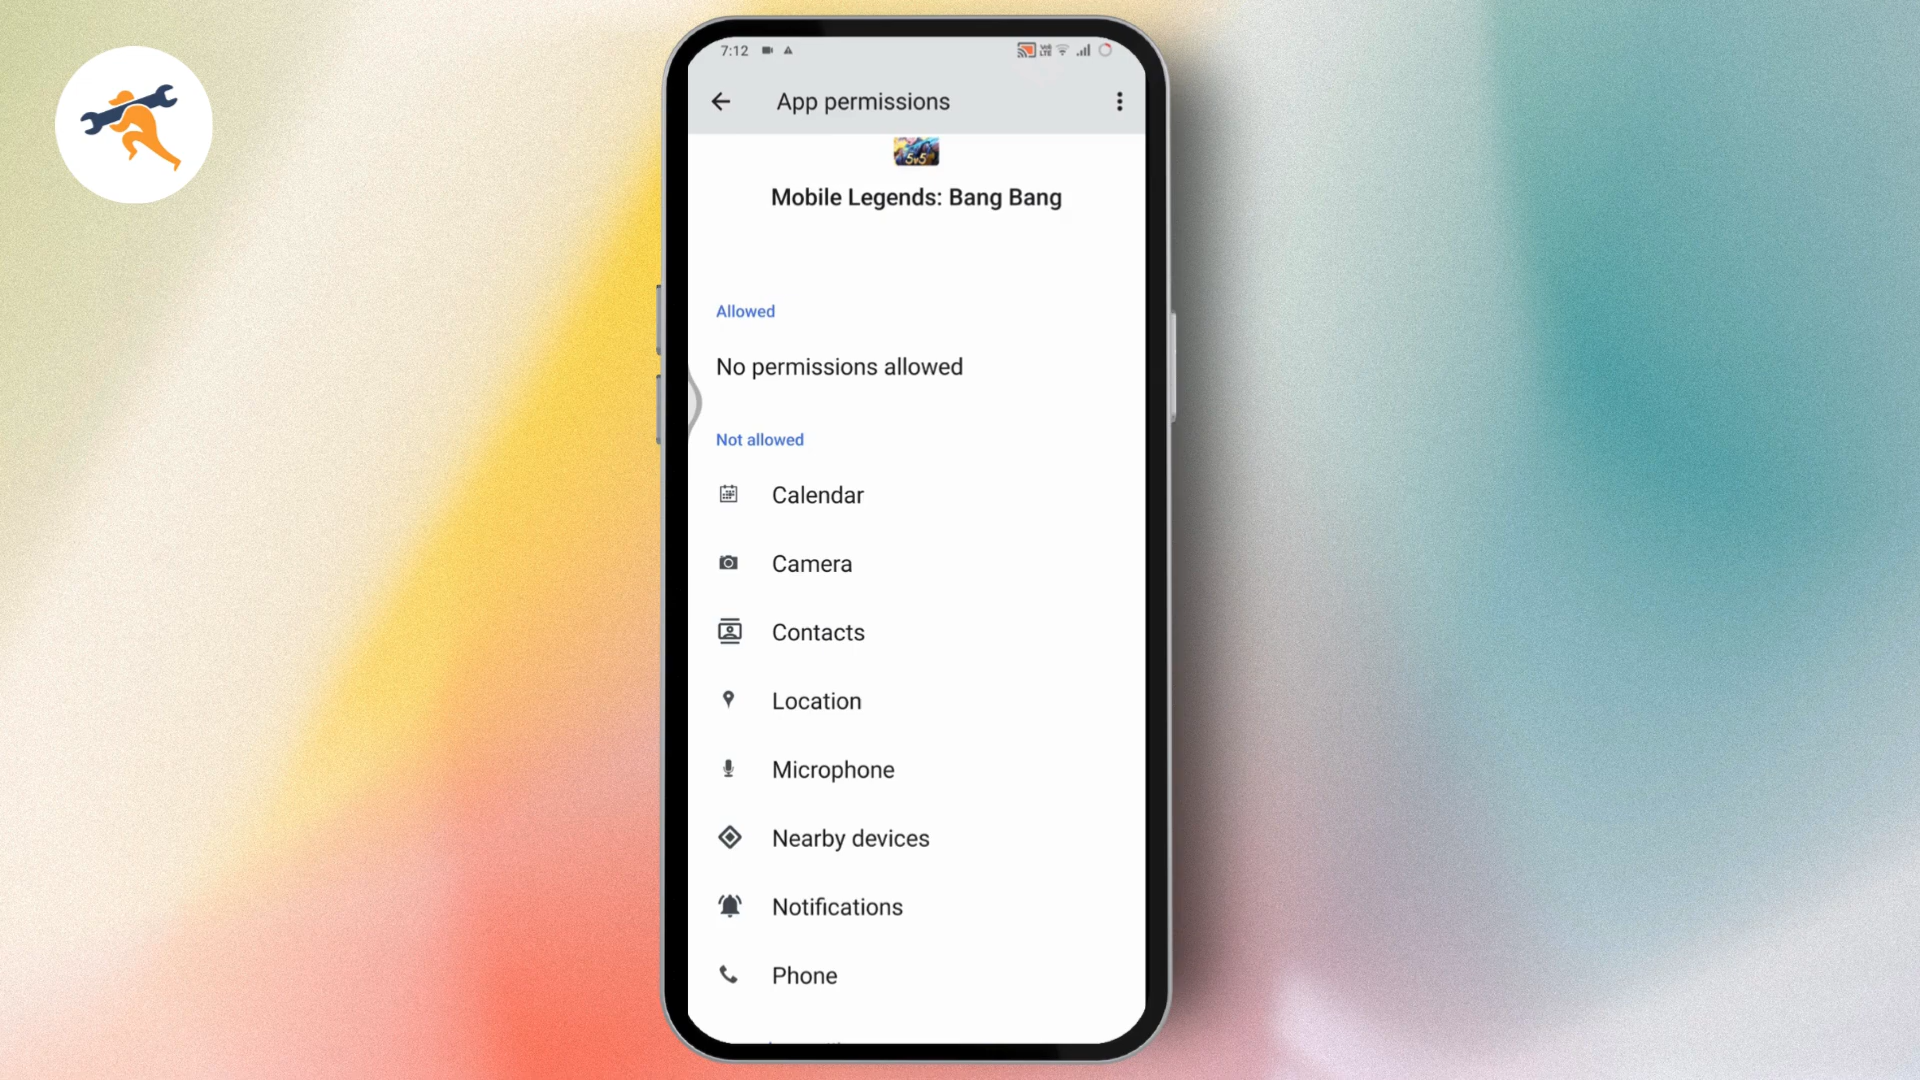 7:12
App permissions
5v5
Mobile Legends: Bang Bang
Allowed
No permissions allowed
Not allowed
Calendar
Camera
Contacts
Location
Microphone
Nearby devices
Notifications
Phone